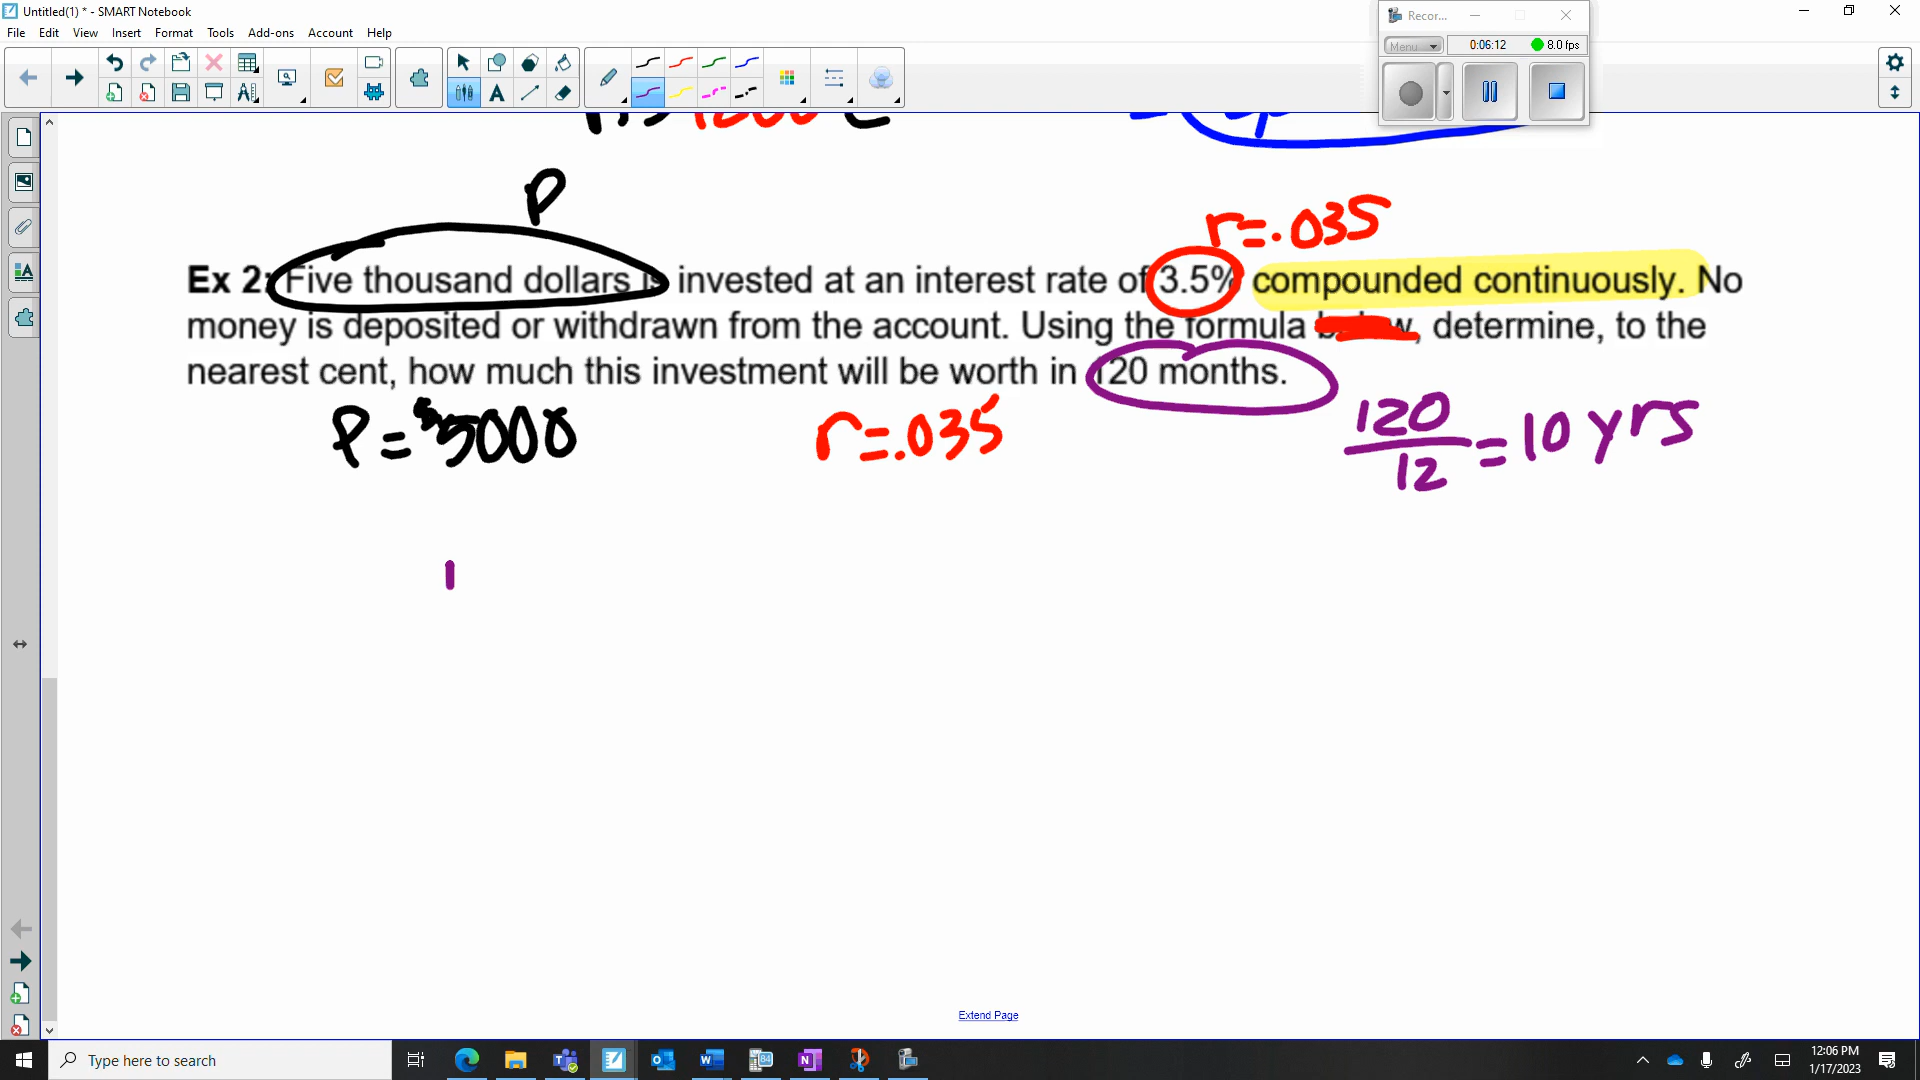 Untitled(1) * - SMART Notebook
File Edit View Insert Format Tools Add-ons Account Help
Recor...
Menu 0:06:12 8.0 fps
P
r=.035
Ex 2: Five thousand dollars is invested at an interest rate of 3.5% compounded continuously. No
money is deposited or withdrawn from the account. Using the formula below, determine, to the
nearest cent, how much this investment will be worth in 120 months.
P=$5000
r=.035
120
12
=10 yrs
Extend Page
Type here to search
84
12:06 PM
1/17/2023